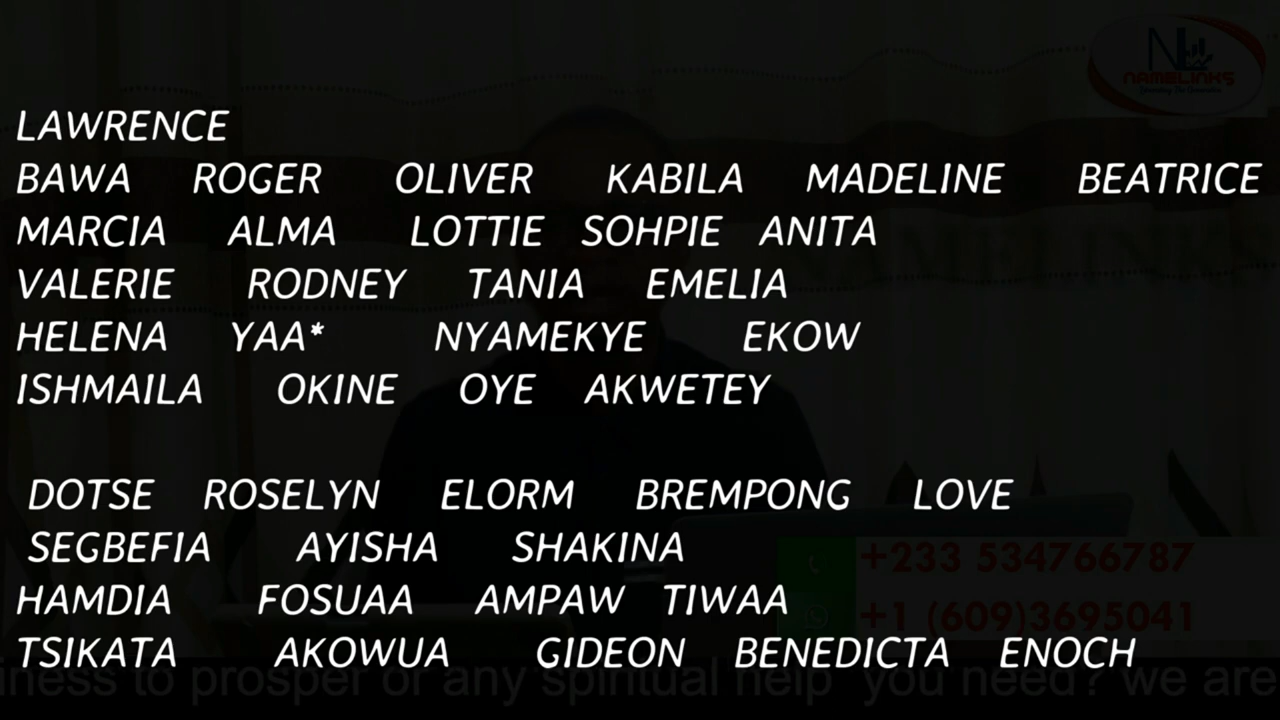 NL
NAMELINKS
LAWRENCE
BAWA ROGER OLIVER KABILA MADELINE BEATRICE
MARCIA ALMA LOTTIE SOHPIE ANITA
NAMELINKS
VALERIE RODNEY TANIA EMELIA
HELENA YAA* NYAMEKYE EKOW
ISHMAILA OKINE OYE AKWETEY
DOTSE ROSELYN ELORM BREMPONG LOVE
SEGBEFIA AYISHA SHAKINA
+233 534766787
HAMDIA FOSUAA AMPAW TIWAA
+1 (609)3695041
TSIKATA AKOWUA GIDEON BENEDICTA ENOCH
iness to prosper or any spiritual help you need? we are